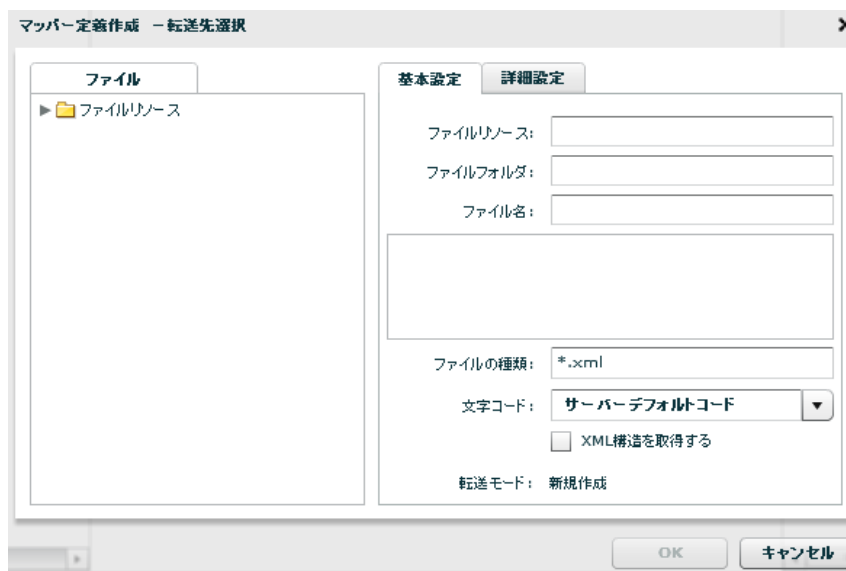 マッパー定義作成 －転送先選択
ファイル
ファイルリソース
基本設定
詳細設定
ファイルリソース：
ファイルフォルダ：
ファイル名：
ファイルの種類： *.xml
文字コード： サーバーデフォルトコード
XML構造を取得する
転送モード： 新規作成
OK
キャンセル